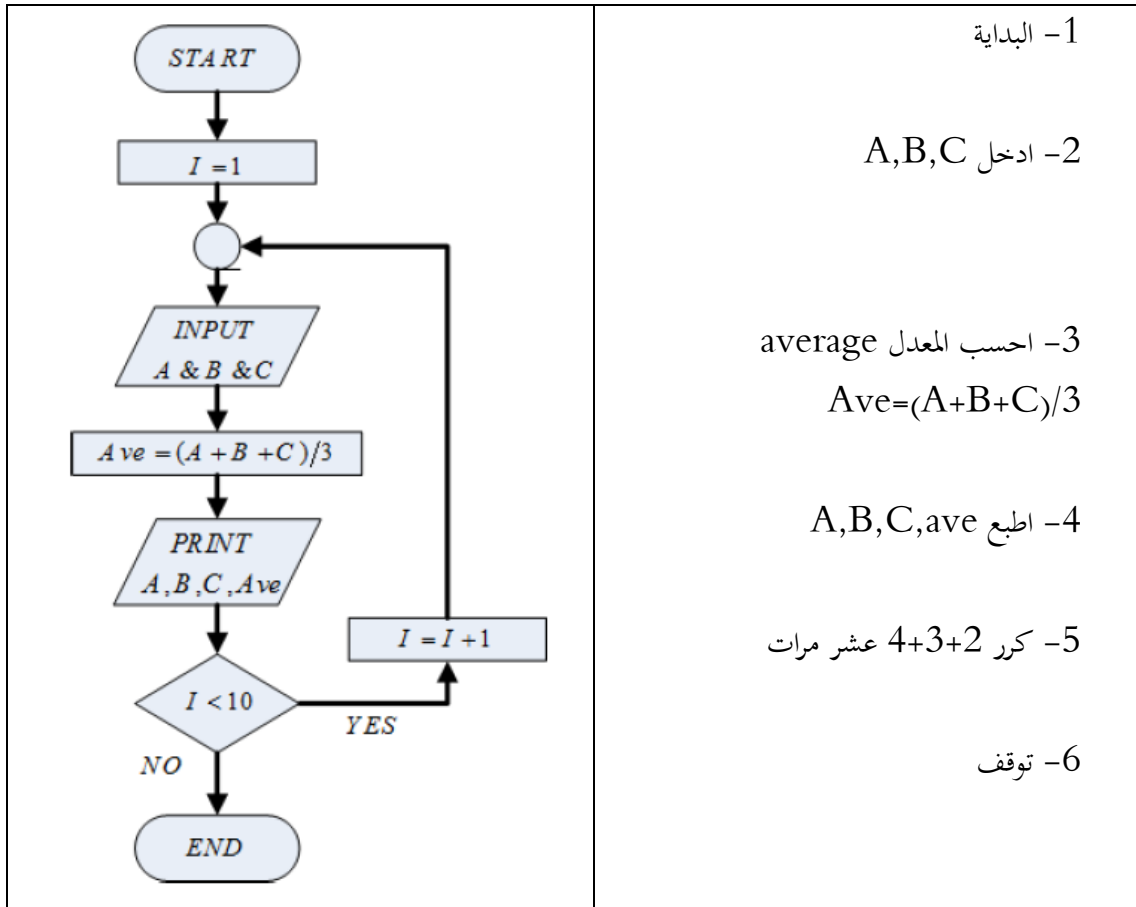 START
I = 1
INPUT
A & B & C
Ave = (A + B + C)/3
PRINT
A, B, C, Ave
I = I + 1
I < 10
YES
NO
END
1- البداية
2- ادخل A,B,C
3- احسب المعدل average
Ave=(A+B+C)/3
4- اطبع A,B,C,ave
5- كرر 2+3+4 عشر مرات
6- توقف